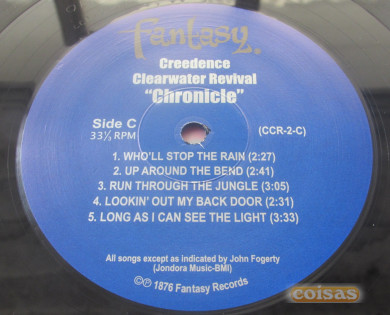 fantasy.
Creedence
Clearwater Revival
"Chronicle"
Side C
33⅓ RPM
(CCR-2-C)
1. WHO'LL STOP THE RAIN (2:27)
2. UP AROUND THE BEND (2:41)
3. RUN THROUGH THE JUNGLE (3:05)
4. LOOKIN' OUT MY BACK DOOR (2:31)
5. LONG AS I CAN SEE THE LIGHT (3:33)
All songs except as indicated by John Fogerty
(Jondora Music-BMI)
©℗ 1876 Fantasy Records
coisas